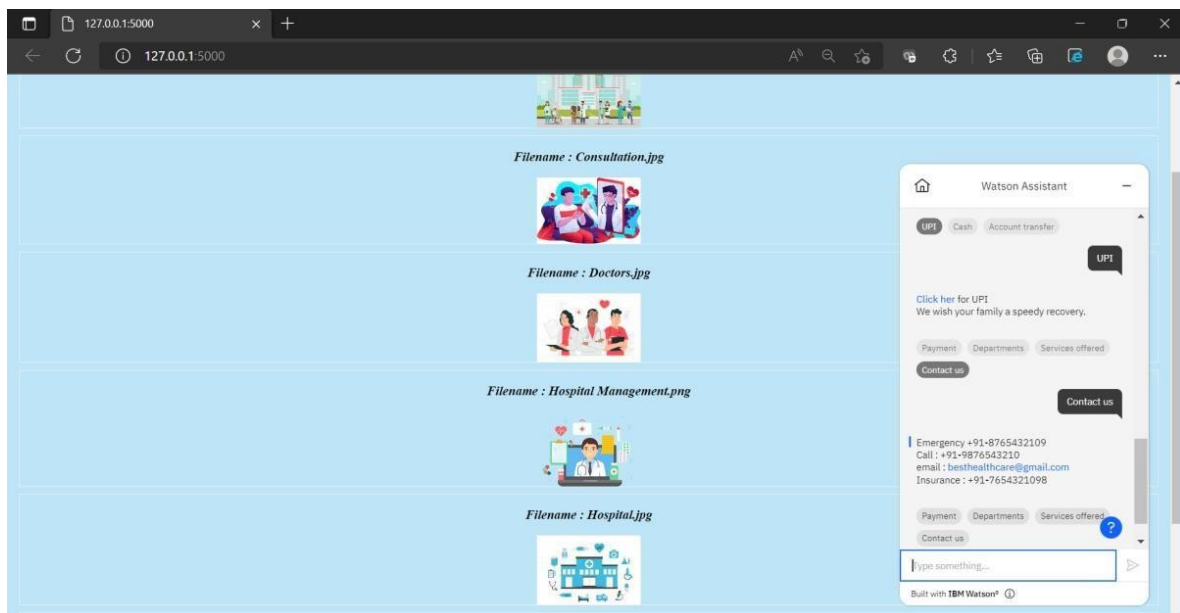 127.0.0.1:5000
127.0.0.1:5000
Filename : Consultation.jpg
Filename : Doctors.jpg
Filename : Hospital Management.png
Filename : Hospital.jpg
Watson Assistant
UPI Cash Account transfer
UPI
Click her for UPI
We wish your family a speedy recovery.
Payment Departments Services offered
Contact us
Contact us
Emergency +91-8765432109
Call : +91-9876543210
email : besthealthcare@gmail.com
Insurance : +91-7654321098
Payment Departments Services offered
Contact us
?
Type something...
Built with IBM Watson®